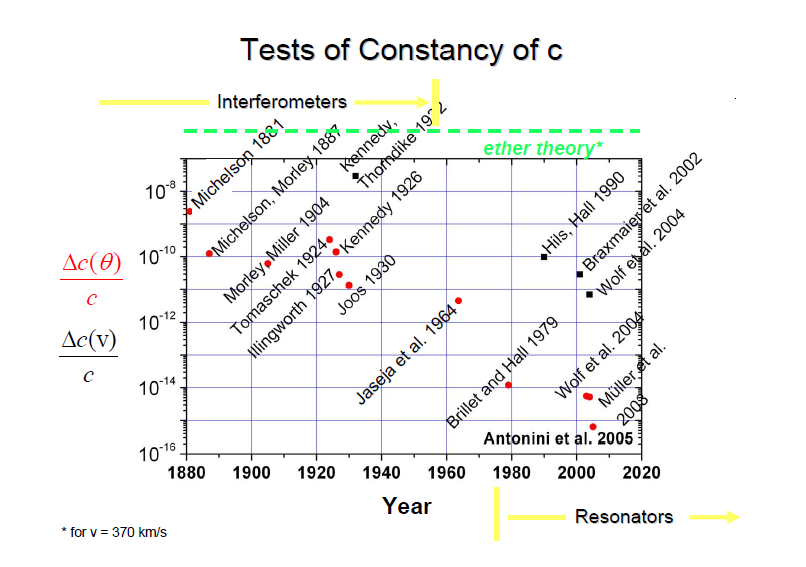 Tests of Constancy of c
Interferometers
ether theory*
Michelson 1881
Michelson, Morley 1887
Kennedy,
Thorndike 1932
Morley, Miller 1904
Tomaschek 1924
Kennedy 1926
Illingworth 1927
Joos 1930
Jaseja et al. 1964
Brillet and Hall 1979
Hils, Hall 1990
Braxmaier et al. 2002
Wolf et al. 2004
Wolf et al. 2004
Müller et al.
2003
Antonini et al. 2005
10⁻⁸
10⁻¹⁰
10⁻¹²
10⁻¹⁴
10⁻¹⁶
Δc(θ)
c
Δc(v)
c
1880 1900 1920 1940 1960 1980 2000 2020
Year
Resonators
* for v = 370 km/s